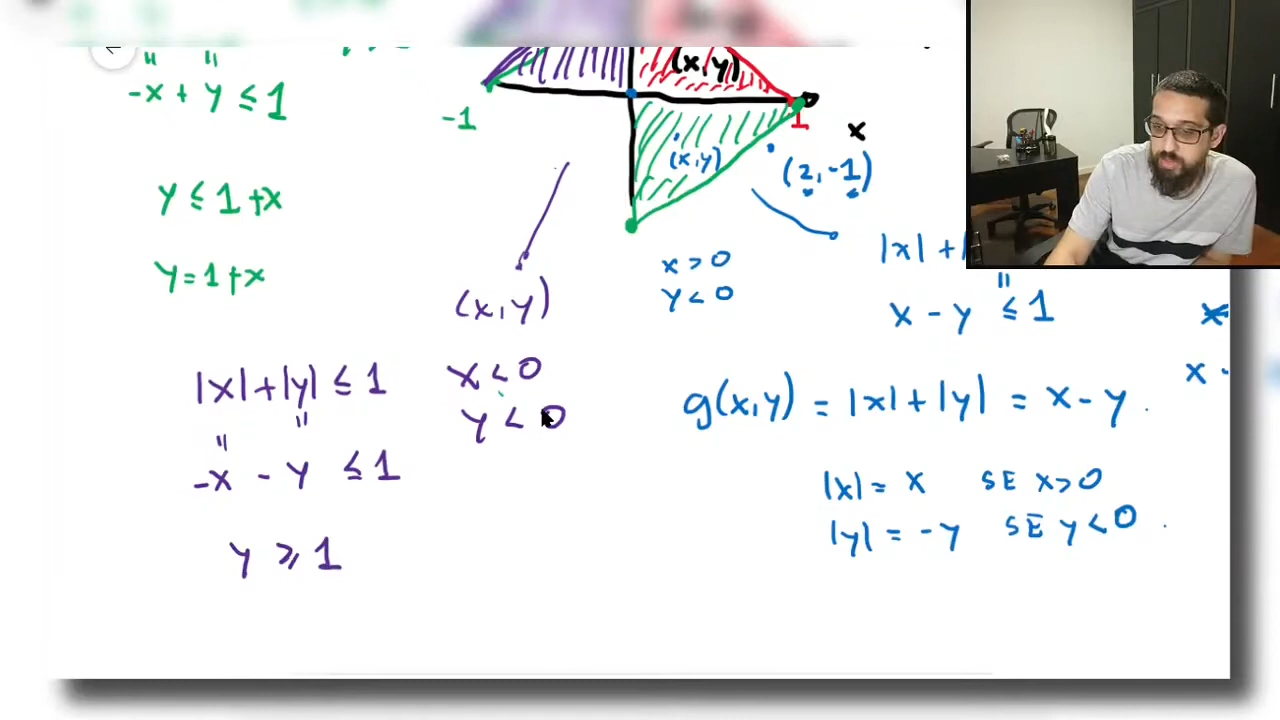 -x + y ≤ 1
y ≤ 1 + x
y = 1 + x
(x, y)
-1
1
x
(x, y)
(2, -1)
x > 0
y < 0
|x| +
x - y ≤ 1
(x, y)
x < 0
y < 0
|x| + |y| ≤ 1
-x - y ≤ 1
y ≥ 1
g(x, y) = |x| + |y| = x - y .
|x| = x SE x > 0
|y| = -y SE y < 0 .
x -